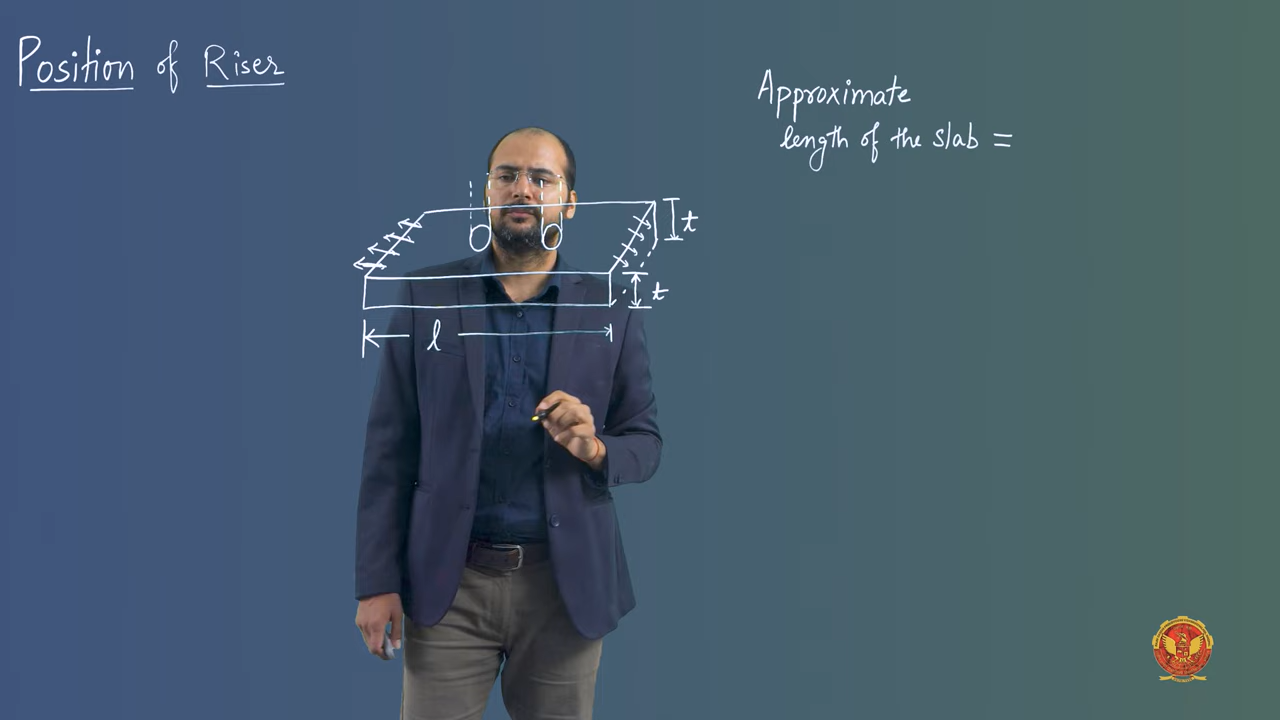 Position of Riser
Approximate
length of the slab =
t
t
l